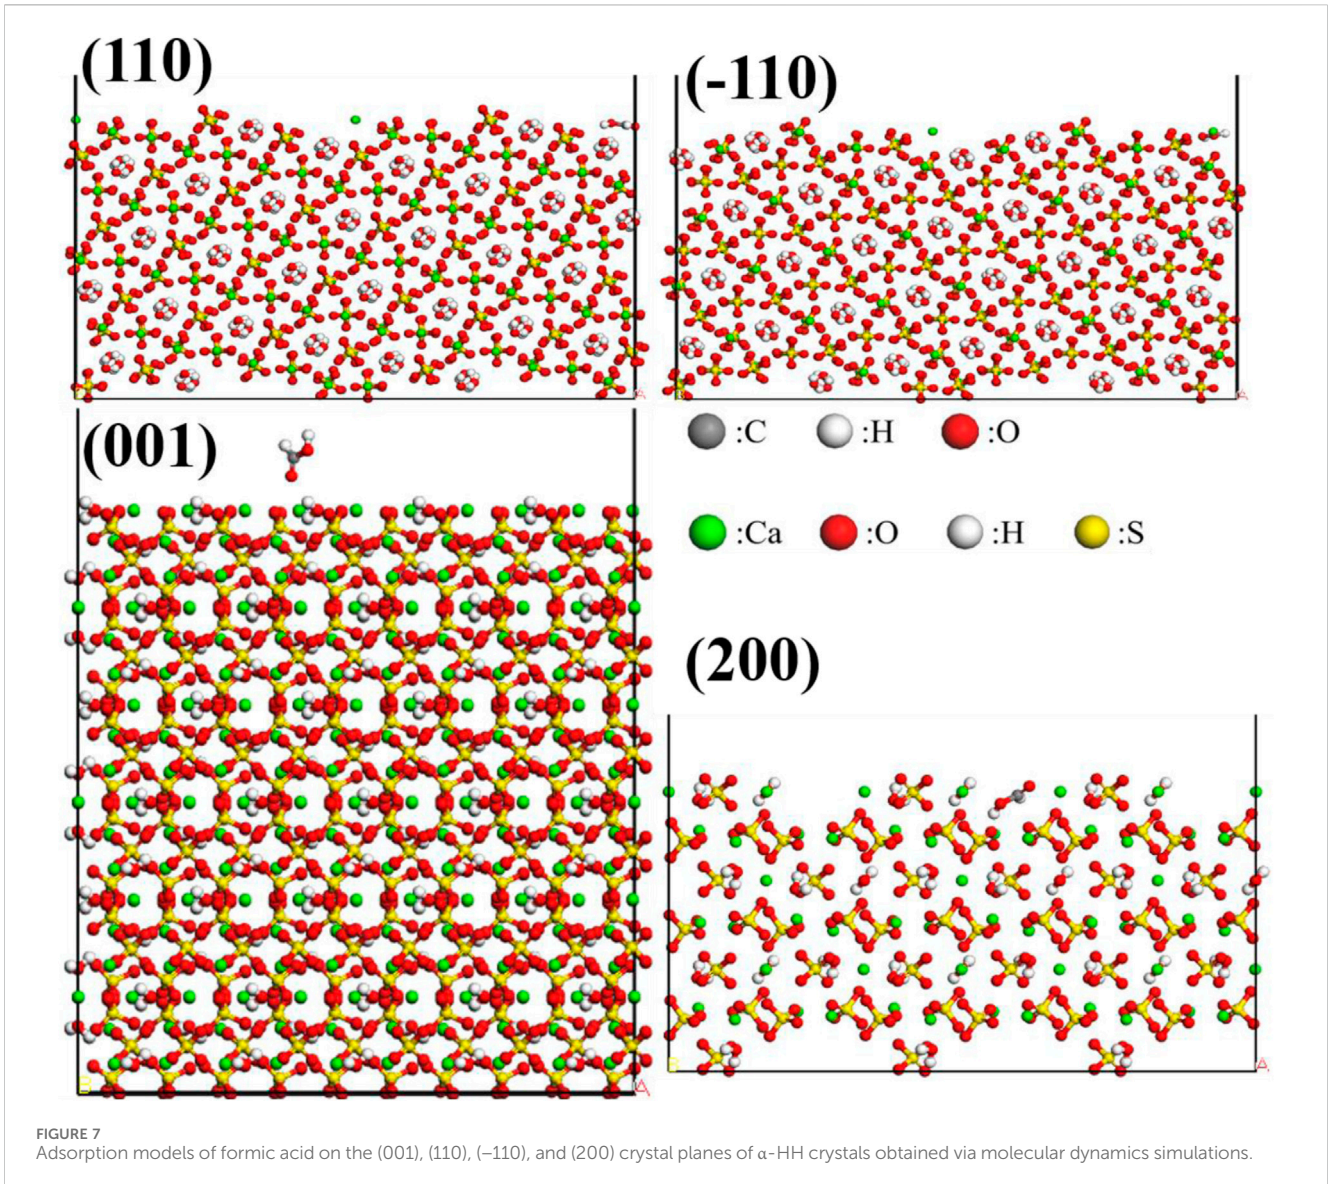 (110)
(-110)
(001)
:C
:H
:O
:Ca
:O
:H
:S
(200)
B
A
B
A
FIGURE 7
Adsorption models of formic acid on the (001), (110), (−110), and (200) crystal planes of α-HH crystals obtained via molecular dynamics simulations.